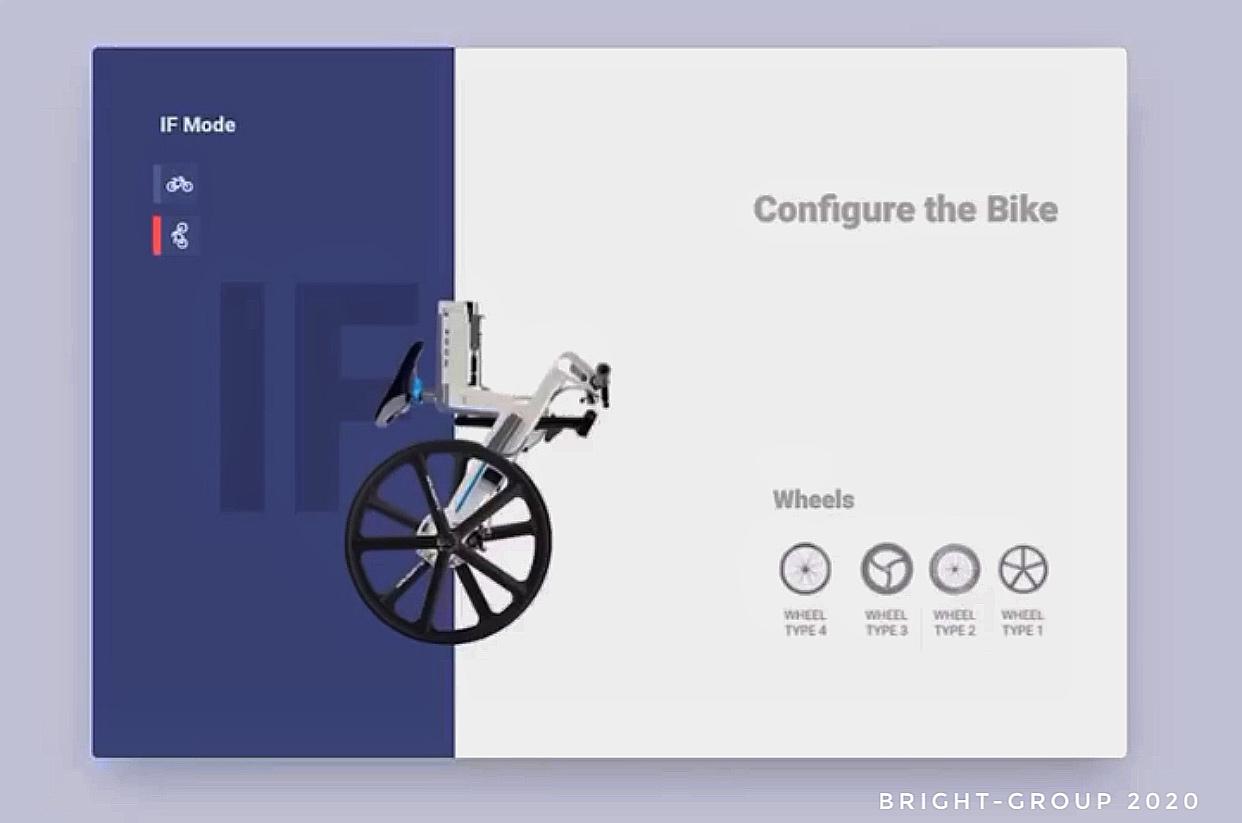 IF Mode
IF
Configure the Bike
Wheels
WHEEL TYPE 4
WHEEL TYPE 3
WHEEL TYPE 2
WHEEL TYPE 1
BRIGHT-GROUP 2020